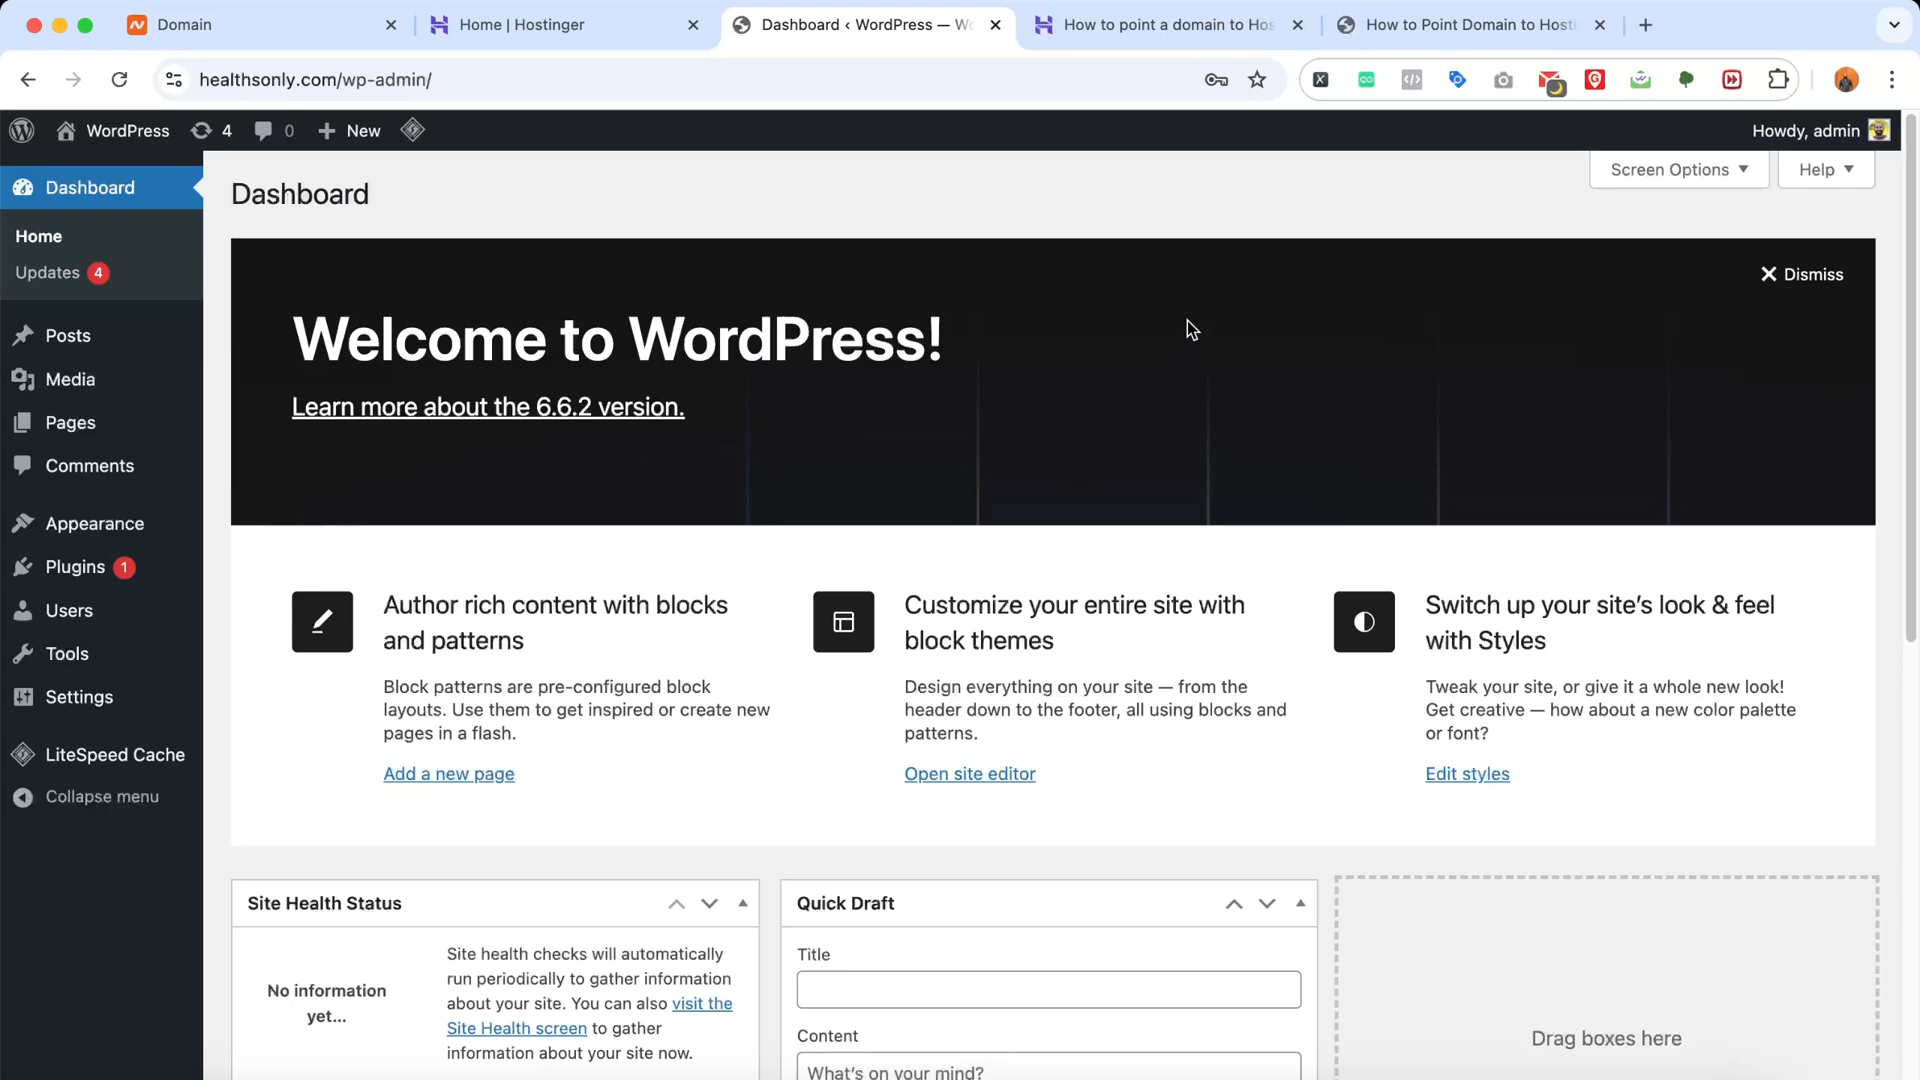 Domain
Home | Hostinger
Dashboard ‹ WordPress — Wo
How to point a domain to Hos
How to Point Domain to Hosti
healthsonly.com/wp-admin/
WordPress
4
0
New
Howdy, admin
Dashboard
Home
Updates 4
Posts
Media
Pages
Comments
Appearance
Plugins 1
Users
Tools
Settings
LiteSpeed Cache
Collapse menu
Screen Options
Help
Dashboard
Dismiss
Welcome to WordPress!
Learn more about the 6.6.2 version.
Author rich content with blocks
and patterns
Block patterns are pre-configured block
layouts. Use them to get inspired or create new
pages in a flash.
Add a new page
Customize your entire site with
block themes
Design everything on your site — from the
header down to the footer, all using blocks and
patterns.
Open site editor
Switch up your site’s look & feel
with Styles
Tweak your site, or give it a whole new look!
Get creative — how about a new color palette
or font?
Edit styles
Site Health Status
No information
yet...
Site health checks will automatically
run periodically to gather information
about your site. You can also visit the
Site Health screen to gather
information about your site now.
Quick Draft
Title
Content
What’s on your mind?
Drag boxes here